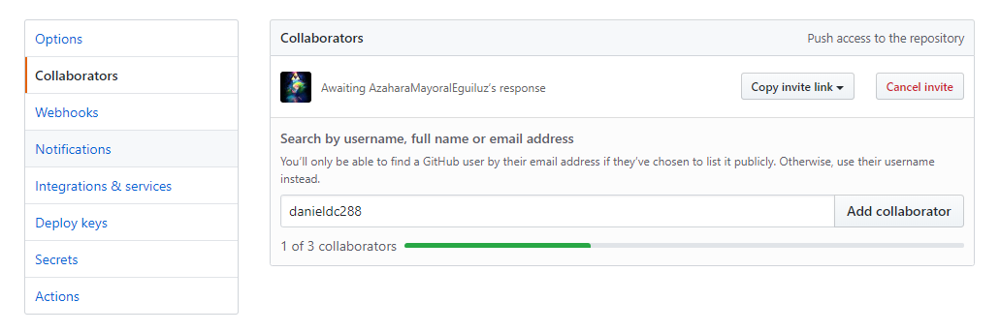 Options
Collaborators
Webhooks
Notifications
Integrations & services
Deploy keys
Secrets
Actions
Collaborators
Push access to the repository
Awaiting AzaharaMayoralEguiluz's response
Copy invite link
Cancel invite
Search by username, full name or email address
You'll only be able to find a GitHub user by their email address if they've chosen to list it publicly. Otherwise, use their username
instead.
danieldc288
Add collaborator
1 of 3 collaborators